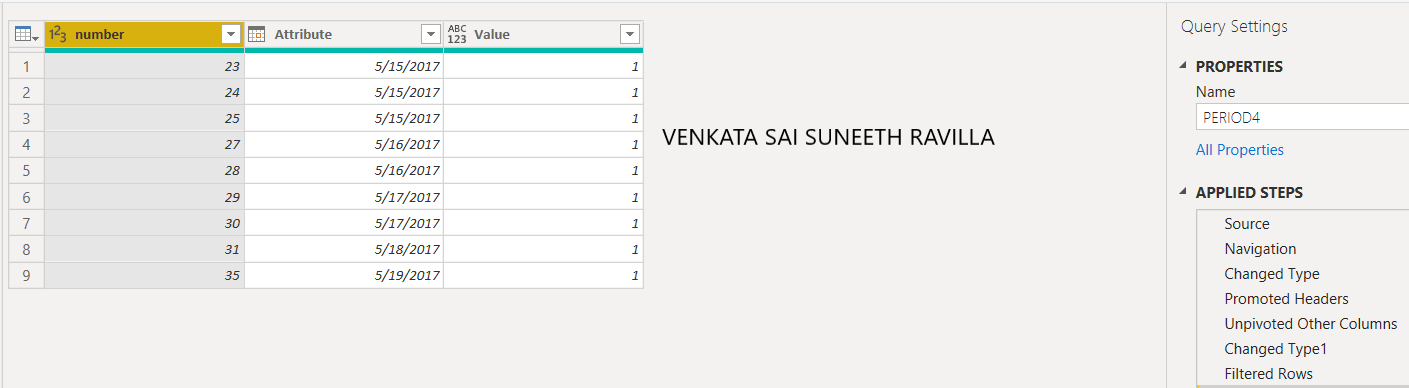 number Attribute ABC 123 Value
1 23 5/15/2017 1
2 24 5/15/2017 1
3 25 5/15/2017 1
4 27 5/16/2017 1
5 28 5/16/2017 1
6 29 5/17/2017 1
7 30 5/17/2017 1
8 31 5/18/2017 1
9 35 5/19/2017 1
VENKATA SAI SUNEETH RAVILLA
Query Settings
PROPERTIES
Name
PERIOD4
All Properties
APPLIED STEPS
Source
Navigation
Changed Type
Promoted Headers
Unpivoted Other Columns
Changed Type1
Filtered Rows